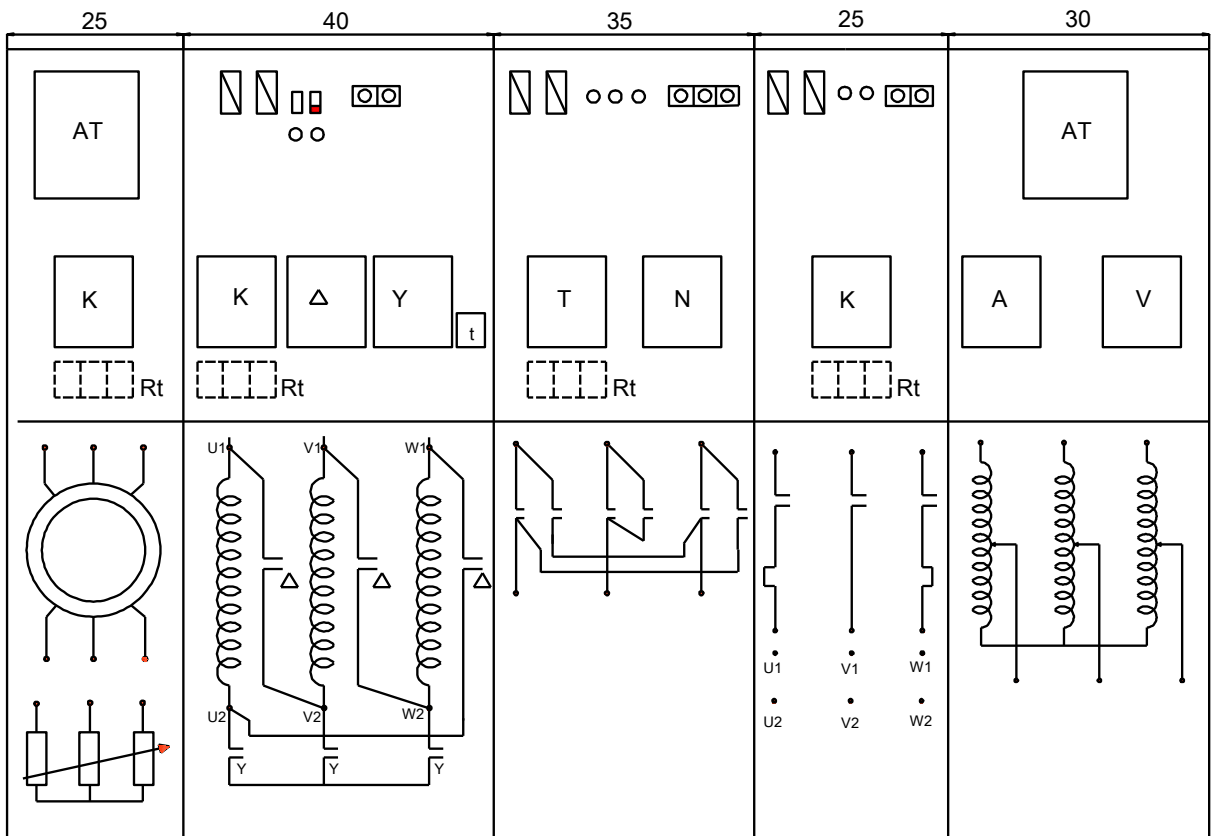 25 40 35 25 30
AT AT
K K Δ Y t T N K A V
Rt Rt Rt Rt
U1 V1 W1
Δ Δ Δ
U1 V1 W1
U2 V2 W2
U2 V2 W2
Y Y Y